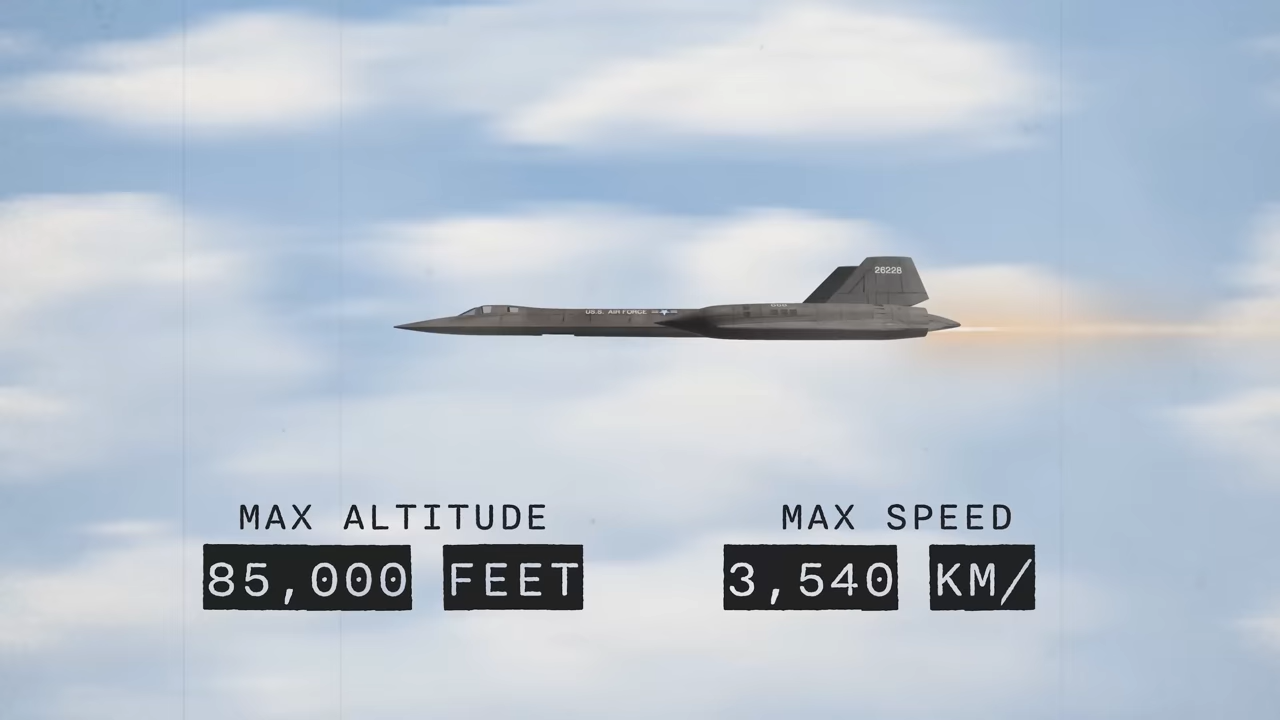 26228
U.S. AIR FORCE
MAX ALTITUDE
85,000 FEET
MAX SPEED
3,540 KM/